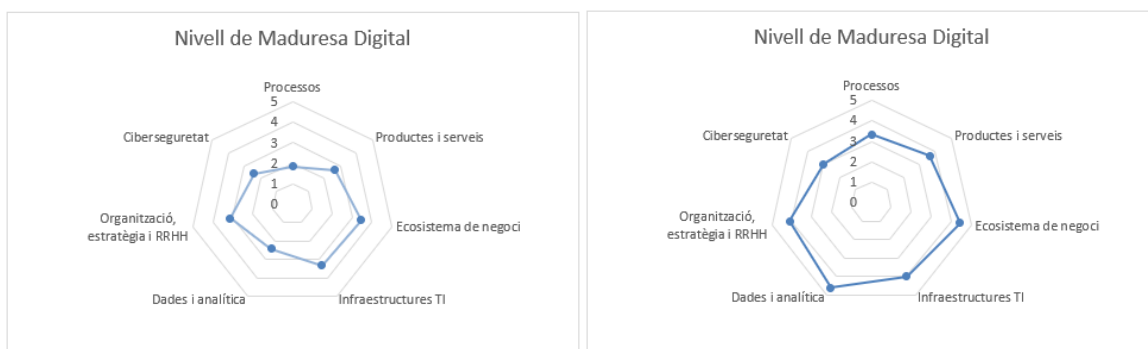 Nivell de Maduresa Digital
Processos
5
4
3
2
1
0
Productes i serveis
Ecosistema de negoci
Infraestructures TI
Dades i analítica
Organització,
estratègia i RRHH
Ciberseguretat
Nivell de Maduresa Digital
Processos
5
4
3
2
1
0
Productes i serveis
Ecosistema de negoci
Infraestructures TI
Dades i analítica
Organització,
estratègia i RRHH
Ciberseguretat